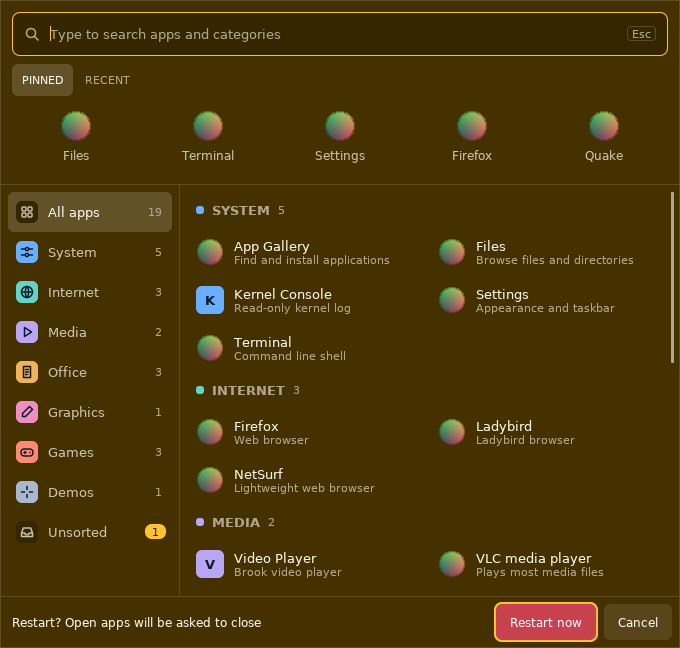 Type to search apps and categories Esc
PINNED RECENT
Files Terminal Settings Firefox Quake
All apps 19
System 5
Internet 3
Media 2
Office 3
Graphics 1
Games 3
Demos 1
Unsorted 1
SYSTEM 5
App Gallery
Find and install applications
Files
Browse files and directories
K
Kernel Console
Read-only kernel log
Settings
Appearance and taskbar
Terminal
Command line shell
INTERNET 3
Firefox
Web browser
Ladybird
Ladybird browser
NetSurf
Lightweight web browser
MEDIA 2
V
Video Player
Brook video player
VLC media player
Plays most media files
Restart? Open apps will be asked to close
Restart now Cancel